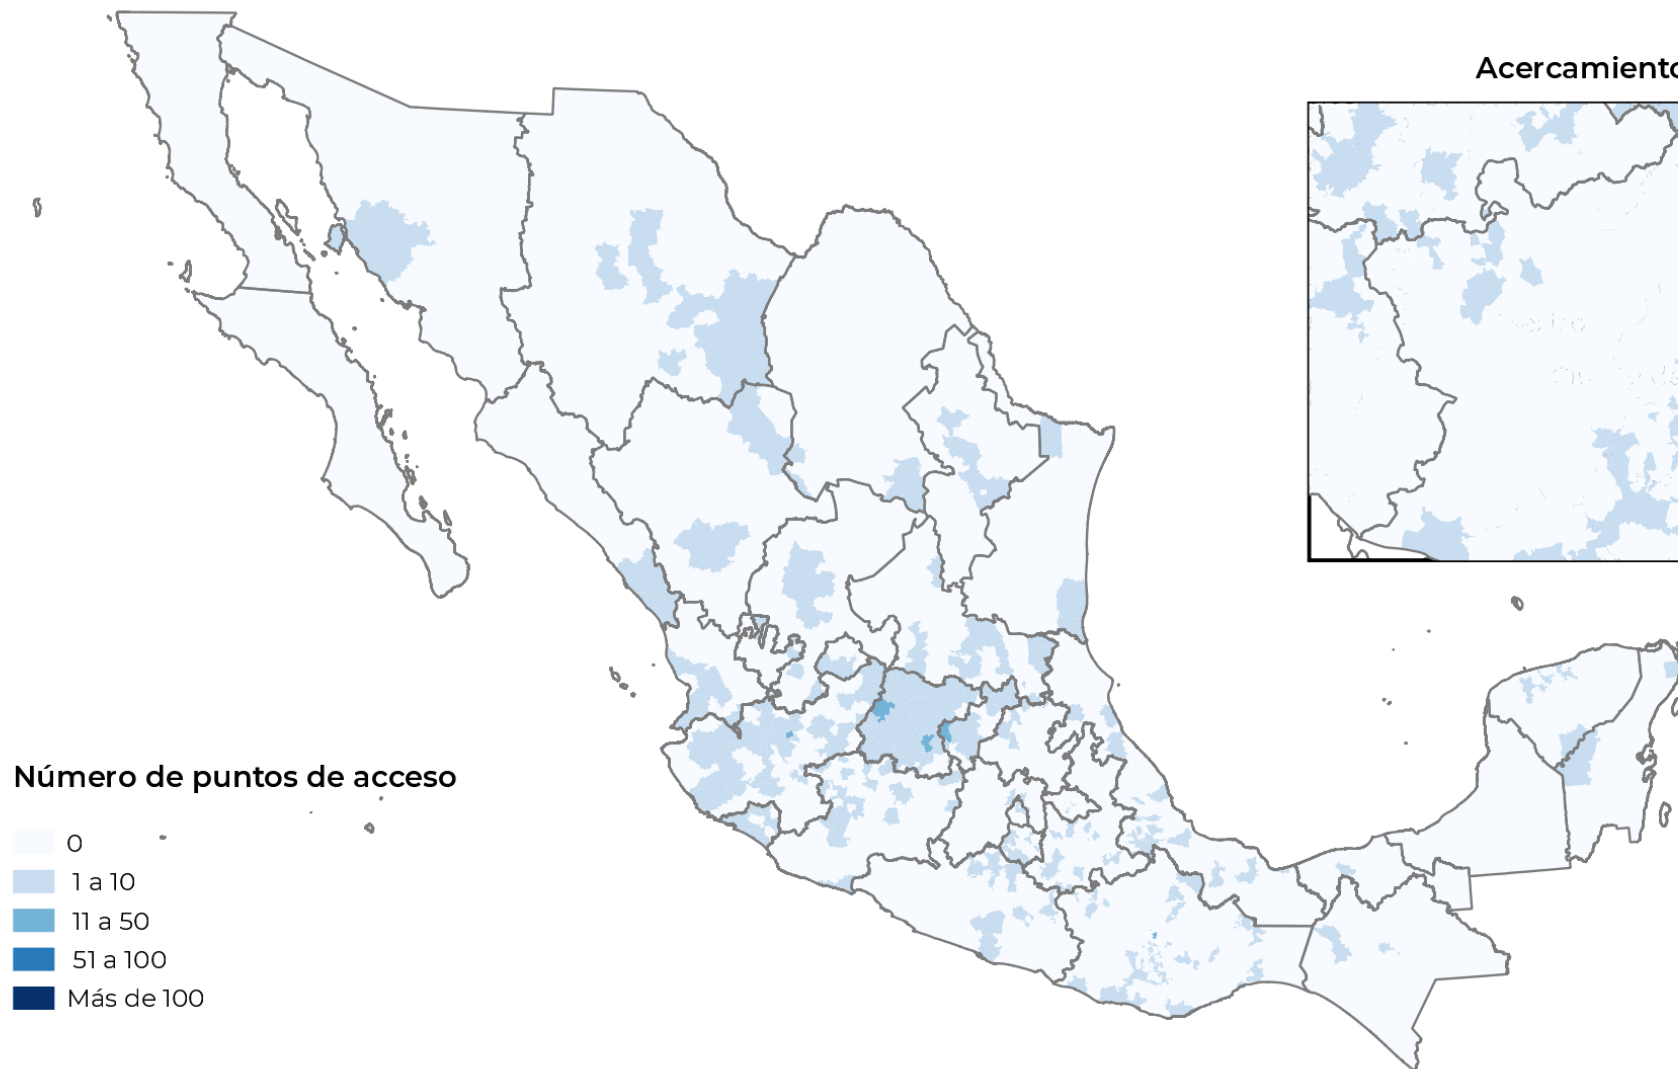 Acercamiento
Número de puntos de acceso
0
1 a 10
11 a 50
51 a 100
Más de 100